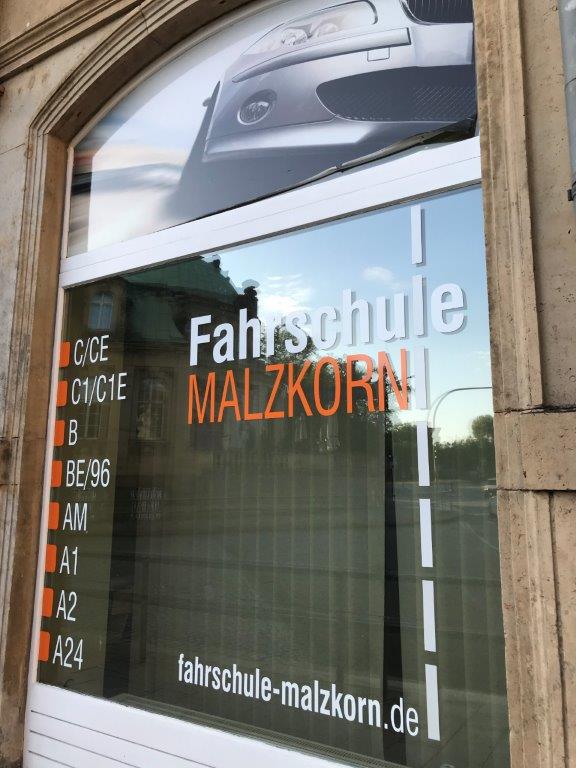 Fahrschule
MALZKORN
C/CE
C1/C1E
B
BE/96
AM
A1
A2
A24
fahrschule-malzkorn.de